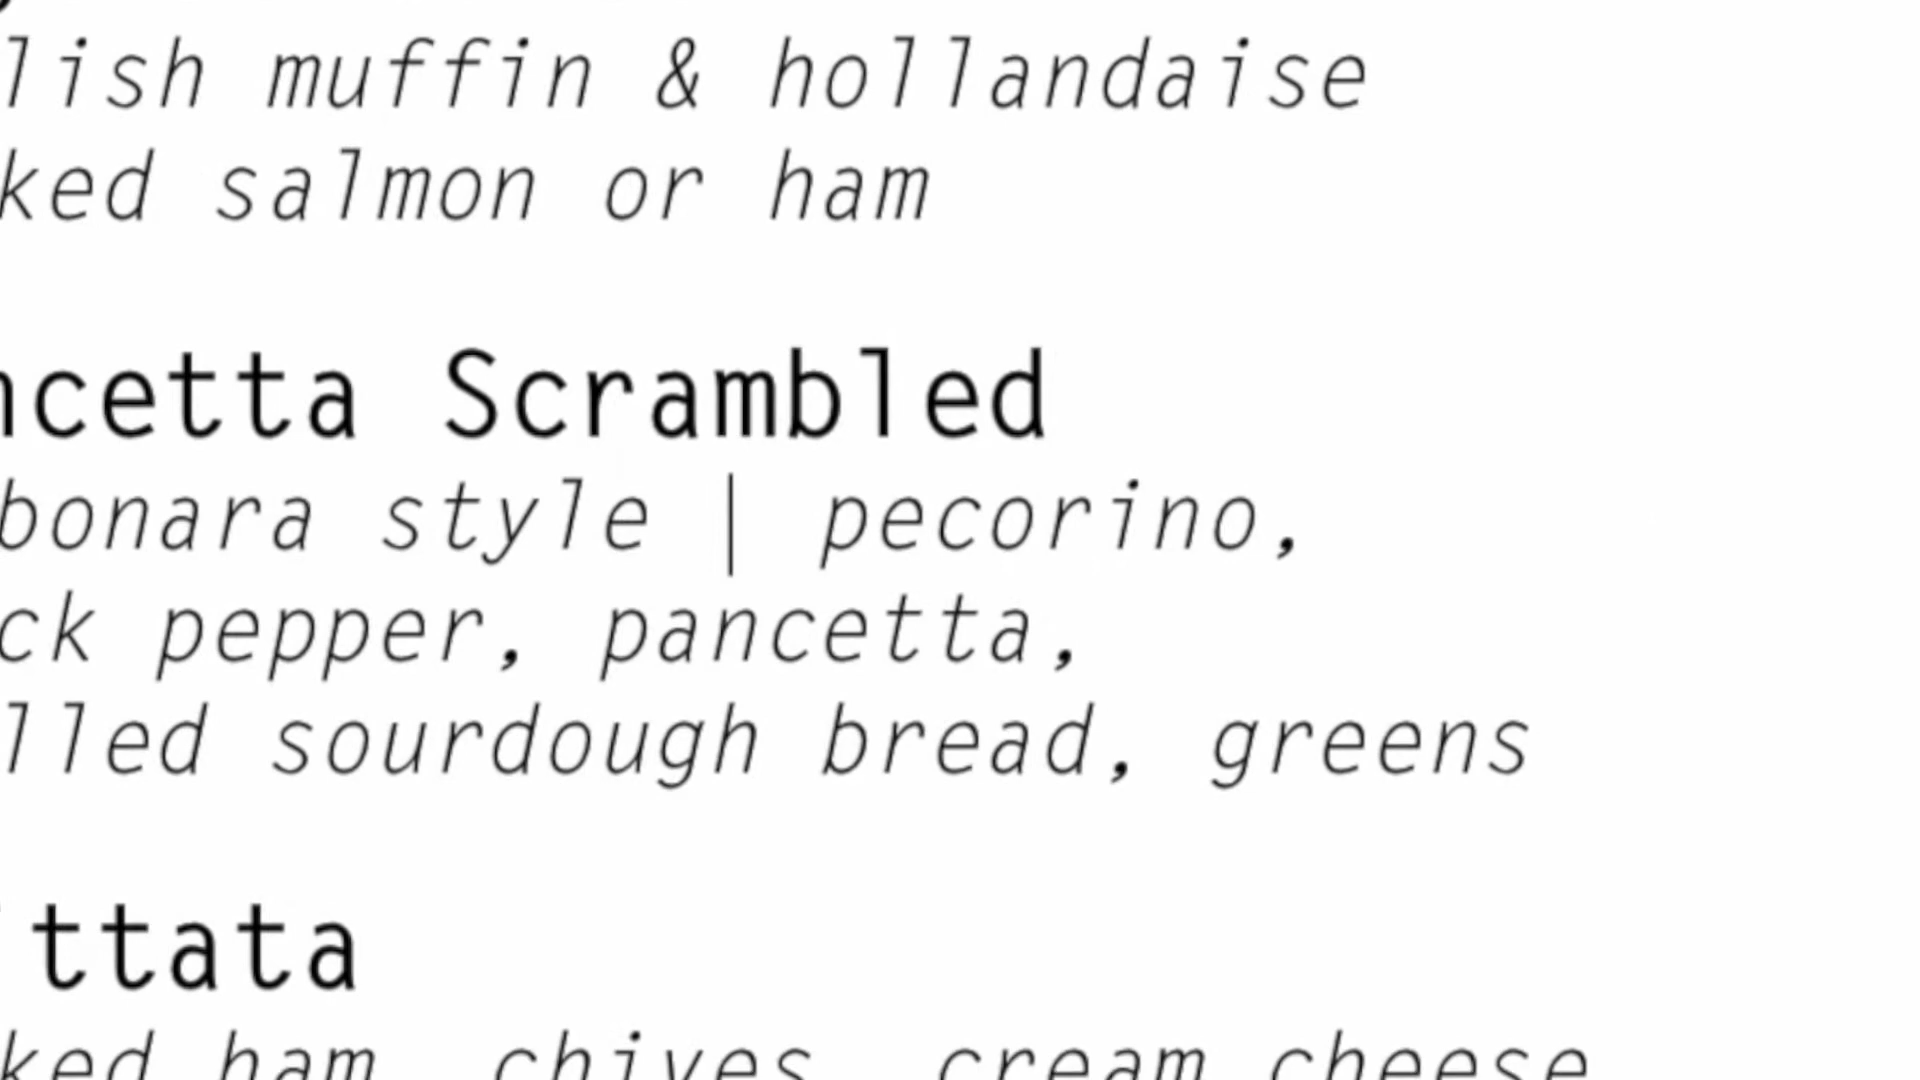 lish muffin & hollandaise
ked salmon or ham
ncetta Scrambled
bonara style | pecorino,
ck pepper, pancetta,
lled sourdough bread, greens
ttata
ked ham, chives, cream cheese